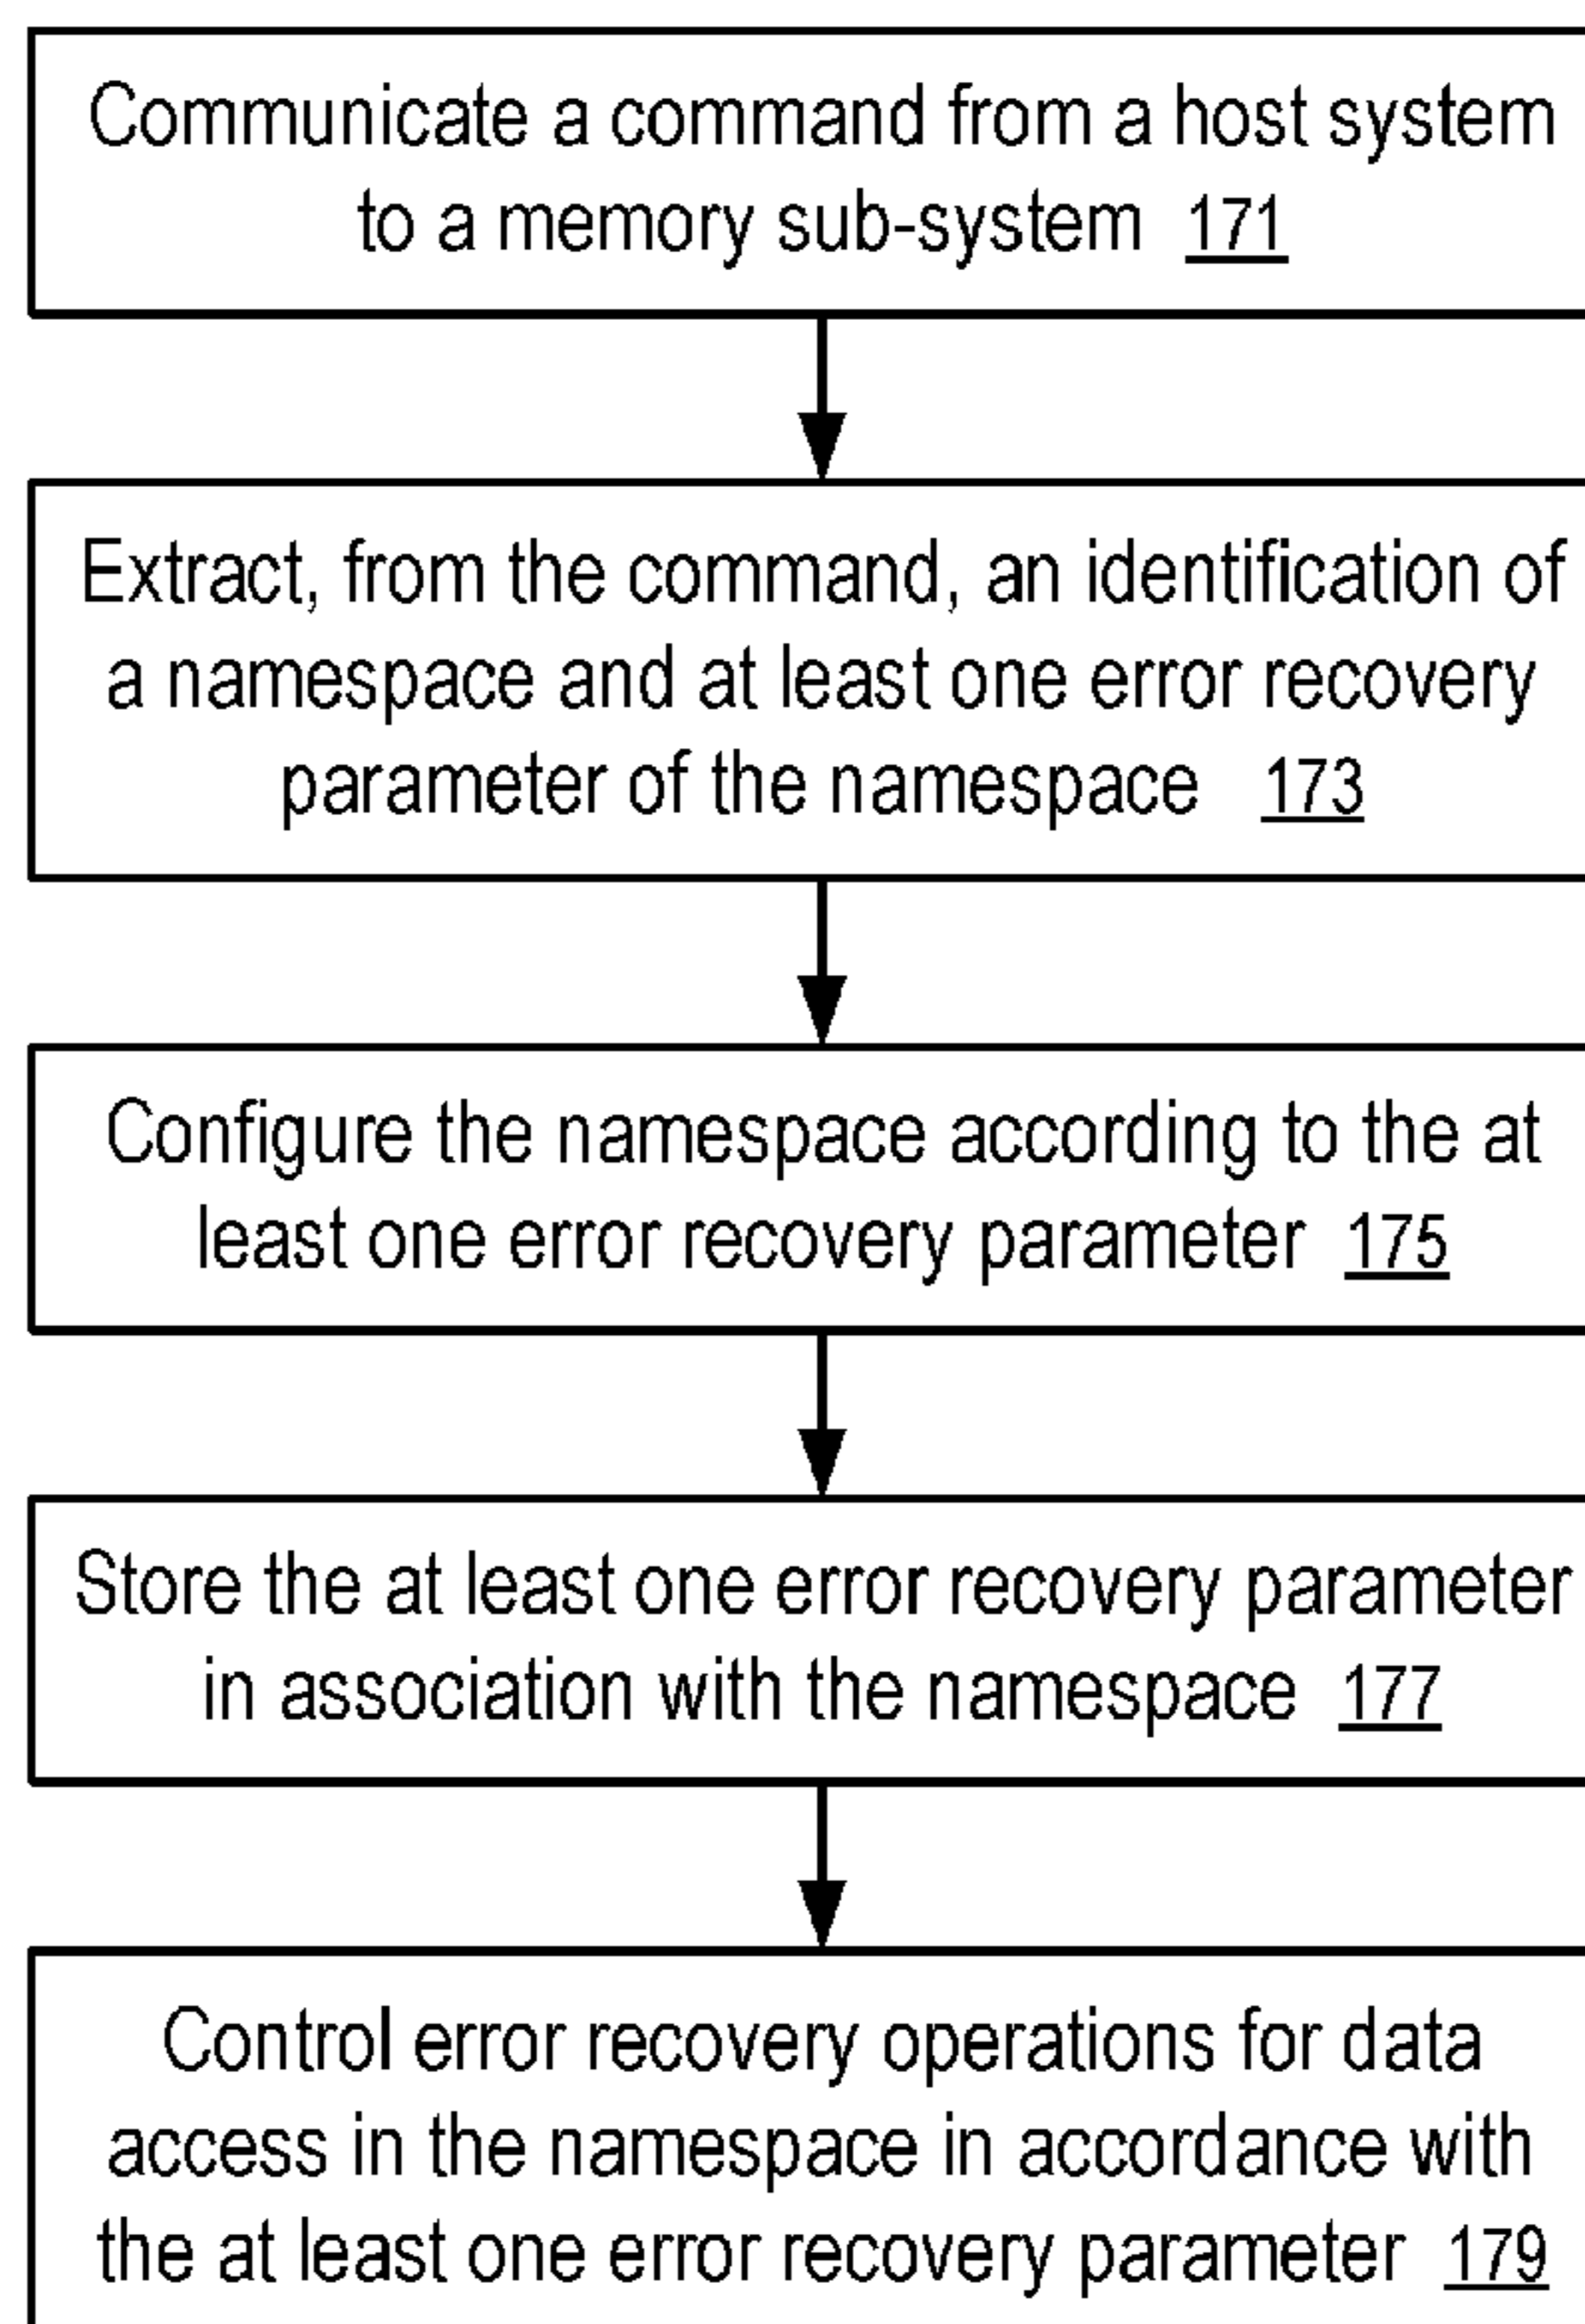 Communicate a command from a host system
to a memory sub-system 171
Extract, from the command, an identification of
a namespace and at least one error recovery
parameter of the namespace 173
Configure the namespace according to the at
least one error recovery parameter 175
Store the at least one error recovery parameter
in association with the namespace 177
Control error recovery operations for data
access in the namespace in accordance with
the at least one error recovery parameter 179